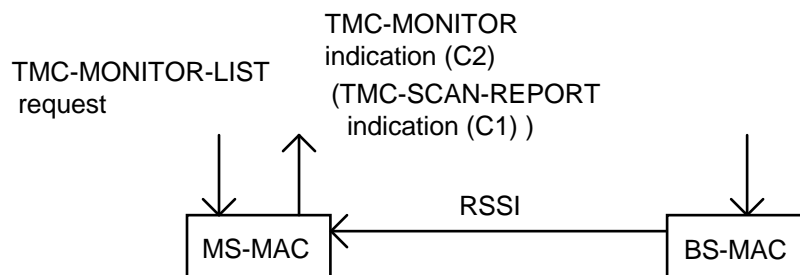 TMC-MONITOR-LIST
request
TMC-MONITOR
indication (C2)
(TMC-SCAN-REPORT
indication (C1) )
RSSI
MS-MAC
BS-MAC